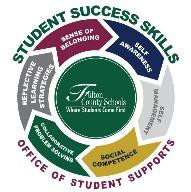 STUDENT SUCCESS SKILLS
SENSE OF
BELONGING
SELF
AWARENESS
SELF
MANAGEMENT
SOCIAL
COMPETENCE
COLLABORATIVE
PROBLEM SOLVING
REFLECTIVE
LEARNING
STRATEGIES
Fulton
County Schools
Where Students Come First
OFFICE OF STUDENT SUPPORTS